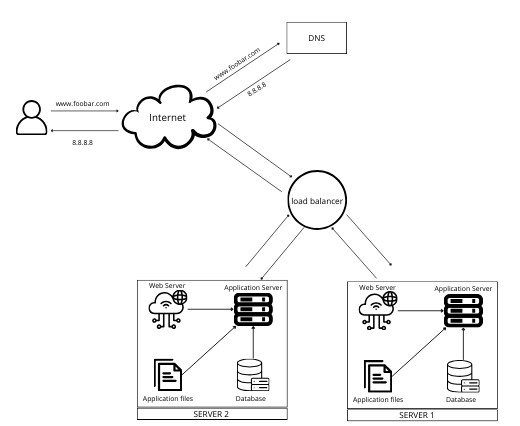 DNS
www.foobar.com
8.8.8.8
www.foobar.com
Internet
8.8.8.8
load balancer
Web Server
Application Server
Application files
Database
SERVER 2
Web Server
Application Server
Application files
Database
SERVER 1